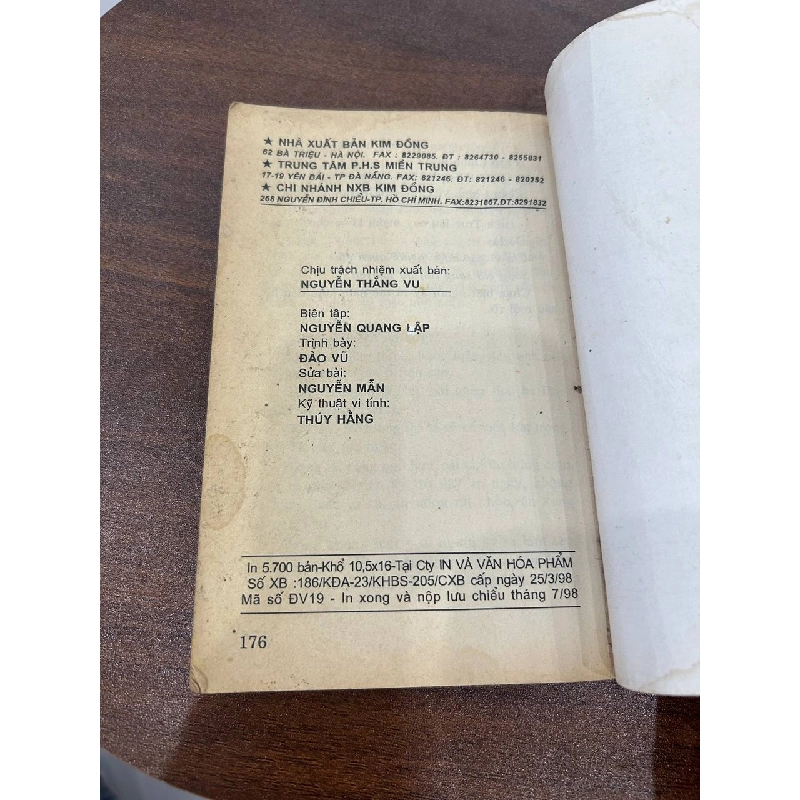 ★ NHÀ XUẤT BẢN KIM ĐỒNG
62 BÀ TRIỆU - HÀ NỘI. FAX : 8229085. ĐT : 8264730 - 8255831
★ TRUNG TÂM P.H.S MIỀN TRUNG
17-19 YÊN BÁI - TP ĐÀ NẴNG. FAX: 821246. ĐT: 821246 - 820252
★ CHI NHÁNH NXB KIM ĐỒNG
268 NGUYỄN ĐÌNH CHIỂU-TP. HỒ CHÍ MINH. FAX:8231867.ĐT:8291832
Chịu trách nhiệm xuất bản:
NGUYỄN THẮNG VU
Biên tập:
NGUYỄN QUANG LẬP
Trình bày:
ĐÀO VŨ
Sửa bài:
NGUYỄN MẪN
Kỹ thuật vi tính:
THÚY HẰNG
In 5.700 bản-Khổ 10,5x16-Tại Cty IN VÀ VĂN HÓA PHẨM
Số XB :186/KĐA-23/KHBS-205/CXB cấp ngày 25/3/98
Mã số ĐV19 - In xong và nộp lưu chiểu tháng 7/98
176